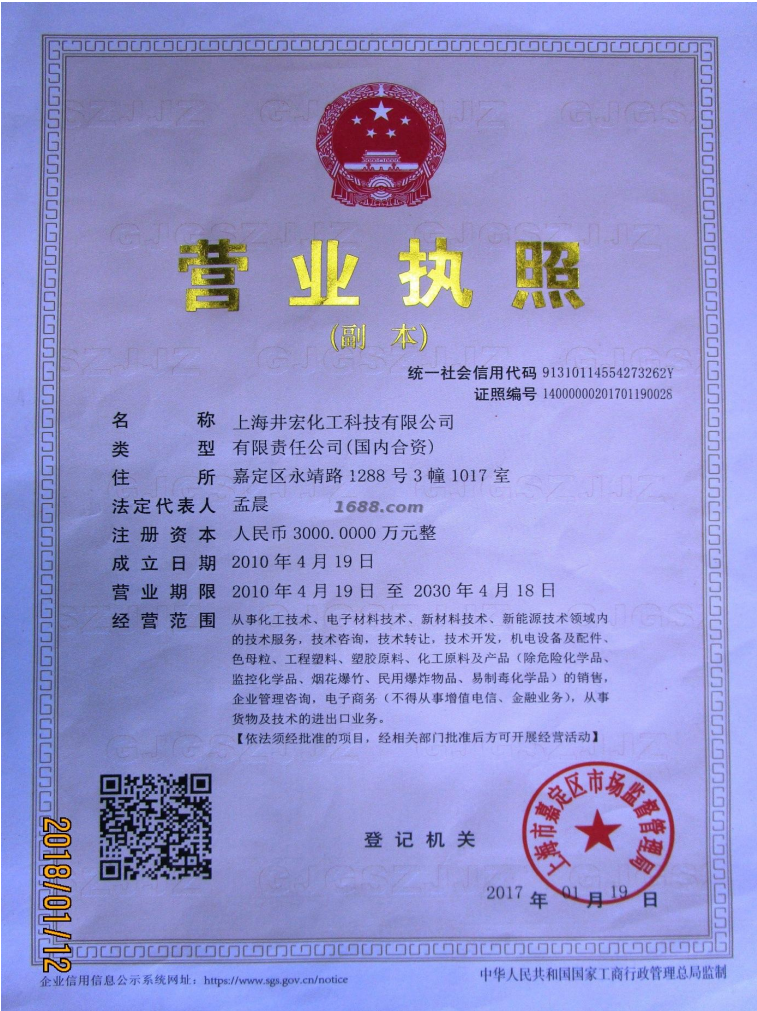 营业执照
(副 本)
统一社会信用代码 91310114554273262Y
证照编号 14000000201701190028
名 称 上海井宏化工科技有限公司
类 型 有限责任公司(国内合资)
住 所 嘉定区永靖路1288号3幢1017室
法定代表人 孟晨
1688.com
注册资本 人民币3000.0000万元整
成立日期 2010年4月19日
营业期限 2010年4月19日 至 2030年4月18日
经营范围 从事化工技术、电子材料技术、新材料技术、新能源技术领域内
的技术服务,技术咨询,技术转让,技术开发,机电设备及配件、
色母粒、工程塑料、塑胶原料、化工原料及产品(除危险化学品、
监控化学品、烟花爆竹、民用爆炸物品、易制毒化学品)的销售,
企业管理咨询,电子商务(不得从事增值电信、金融业务),从事
货物及技术的进出口业务。
【依法须经批准的项目,经相关部门批准后方可开展经营活动】
登记机关
上海市嘉定区市场监督管理局
2017年01月19日
2018/01/12
企业信用信息公示系统网址:https://www.sgs.gov.cn/notice
中华人民共和国国家工商行政管理总局监制